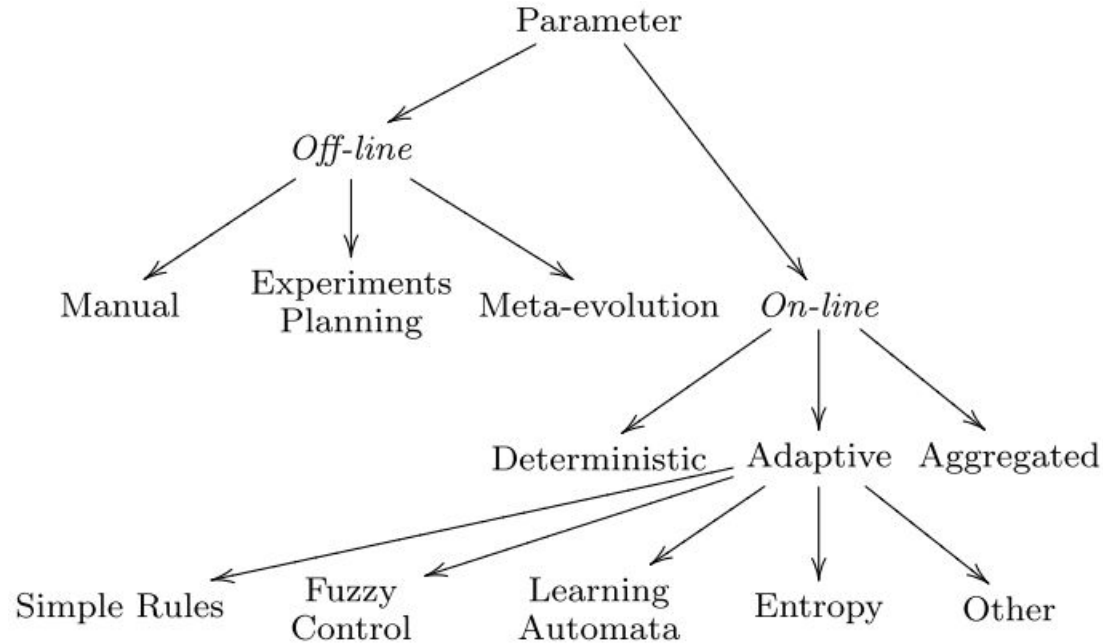 Parameter
Off-line
Manual
Experiments
Planning
Meta-evolution
On-line
Deterministic
Adaptive
Aggregated
Simple Rules
Fuzzy
Control
Learning
Automata
Entropy
Other